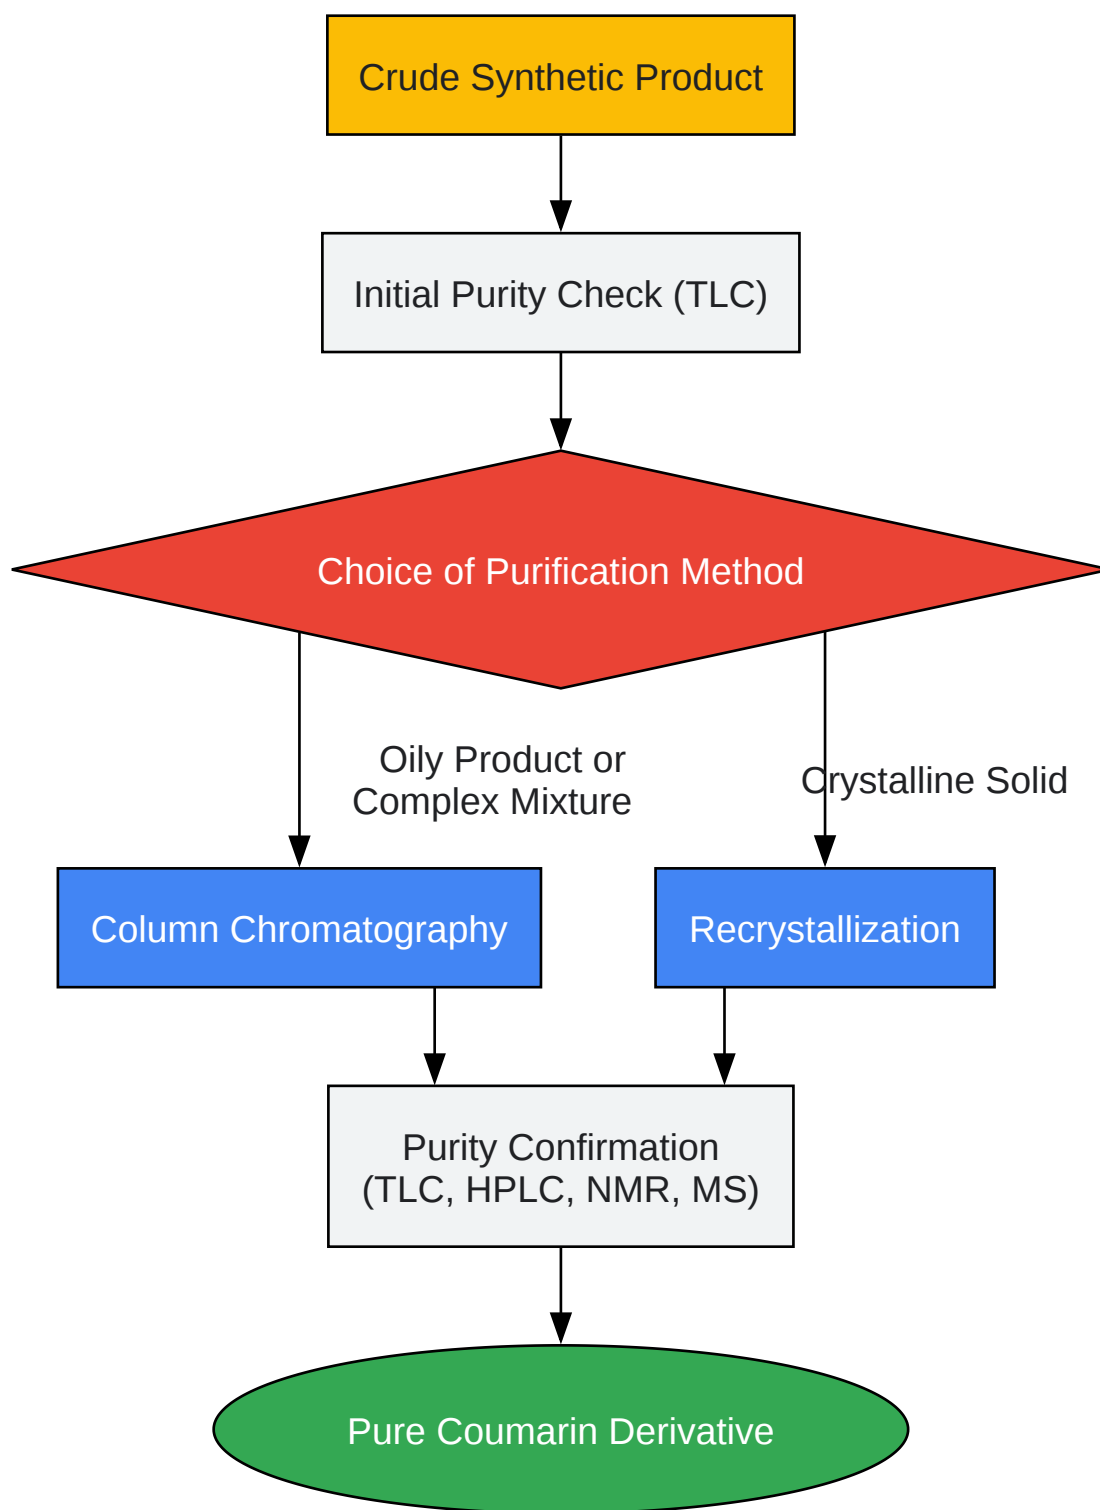 Crude Synthetic Product
Initial Purity Check (TLC)
Choice of Purification Method
Oily Product or
Complex Mixture
Crystalline Solid
Column Chromatography
Recrystallization
Purity Confirmation
(TLC, HPLC, NMR, MS)
Pure Coumarin Derivative